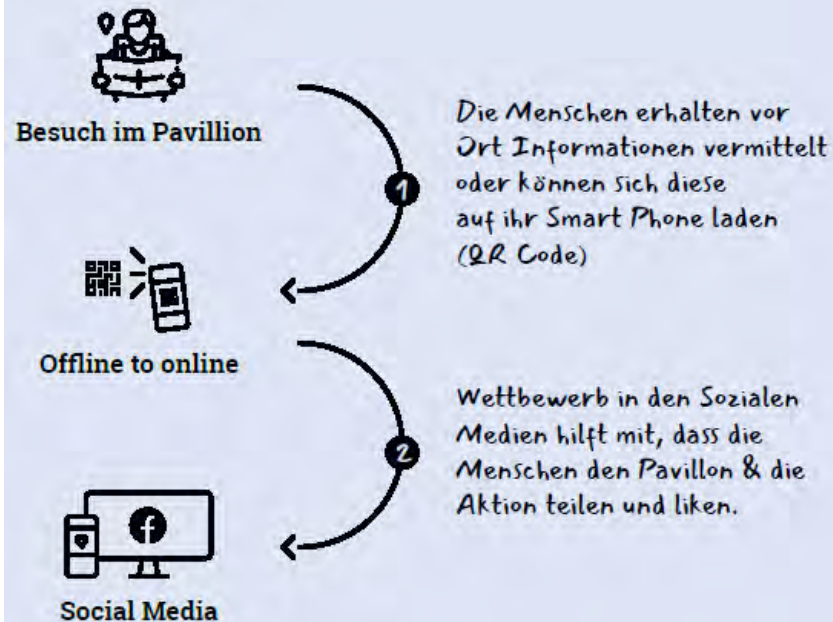 Besuch im Pavillion
Die Menschen erhalten vor
Ort Informationen vermittelt
oder können sich diese
auf ihr Smart Phone laden
(QR Code)
1
Offline to online
Wettbewerb in den Sozialen
Medien hilft mit, dass die
Menschen den Pavillon & die
Aktion teilen und liken.
2
Social Media